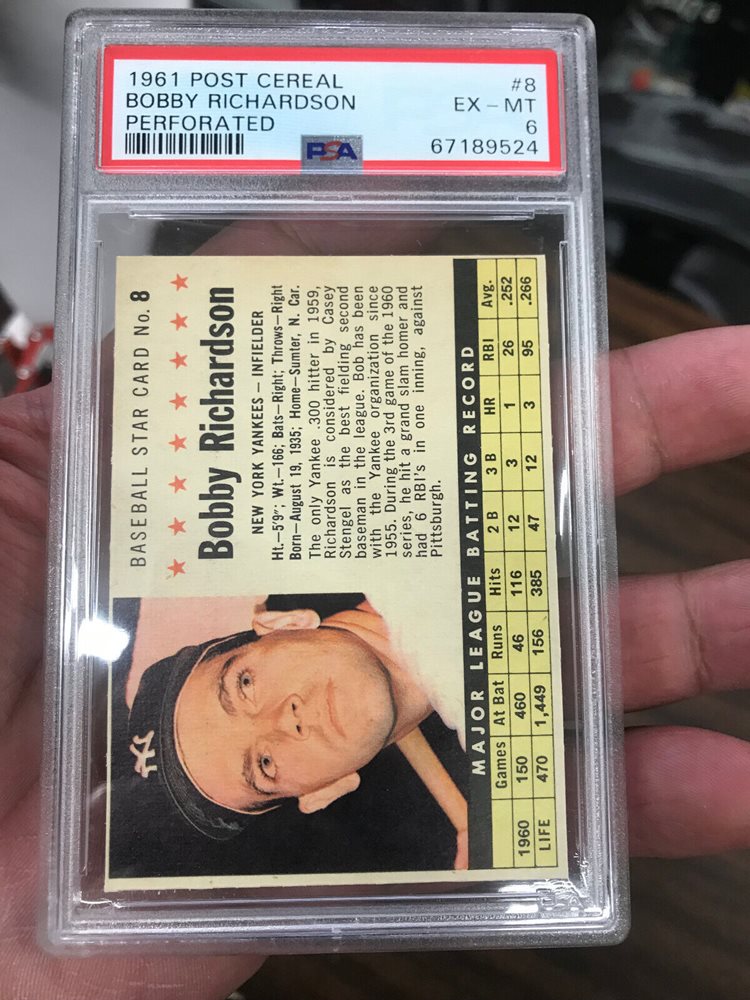 1961 POST CEREAL #8
BOBBY RICHARDSON EX - MT
PERFORATED 6
PSA 67189524
BASEBALL STAR CARD No. 8
Bobby Richardson
NEW YORK YANKEES — INFIELDER
Ht.—5'9"; Wt.—166; Bats—Right; Throws—Right
Born—August 19, 1935; Home—Sumter, N. Car.
The only Yankee .300 hitter in 1959,
Richardson is considered by Casey
Stengel as the best fielding second
baseman in the league. Bob has been
with the Yankee organization since
1955. During the 3rd game of the 1960
series, he hit a grand slam homer and
had 6 RBI's in one inning, against
Pittsburgh.
NY
MAJOR LEAGUE BATTING RECORD
Games At Bat Runs Hits 2 B 3 B HR RBI Avg.
1960 150 460 46 116 12 3 1 26 .252
LIFE 470 1,449 156 385 47 12 3 95 .266